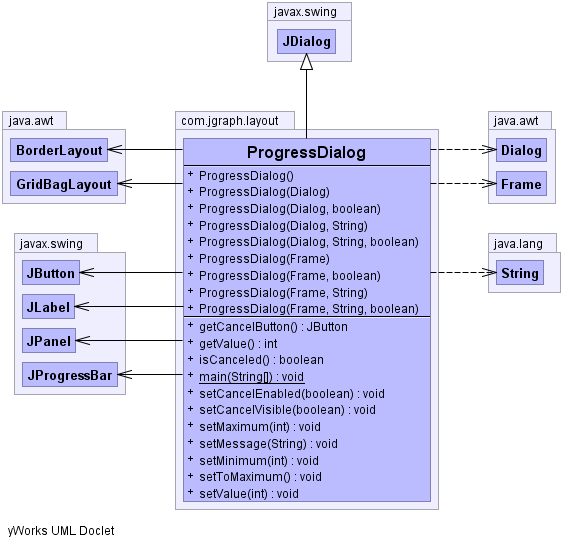 javax.swing
JDialog
java.awt
BorderLayout
GridBagLayout
javax.swing
JButton
JLabel
JPanel
JProgressBar
com.jgraph.layout
ProgressDialog
+ ProgressDialog()
+ ProgressDialog(Dialog)
+ ProgressDialog(Dialog, boolean)
+ ProgressDialog(Dialog, String)
+ ProgressDialog(Dialog, String, boolean)
+ ProgressDialog(Frame)
+ ProgressDialog(Frame, boolean)
+ ProgressDialog(Frame, String)
+ ProgressDialog(Frame, String, boolean)
+ getCancelButton() : JButton
+ getValue() : int
+ isCanceled() : boolean
+ main(String[]) : void
+ setCancelEnabled(boolean) : void
+ setCancelVisible(boolean) : void
+ setMaximum(int) : void
+ setMessage(String) : void
+ setMinimum(int) : void
+ setToMaximum() : void
+ setValue(int) : void
java.awt
Dialog
Frame
java.lang
String
yWorks UML Doclet